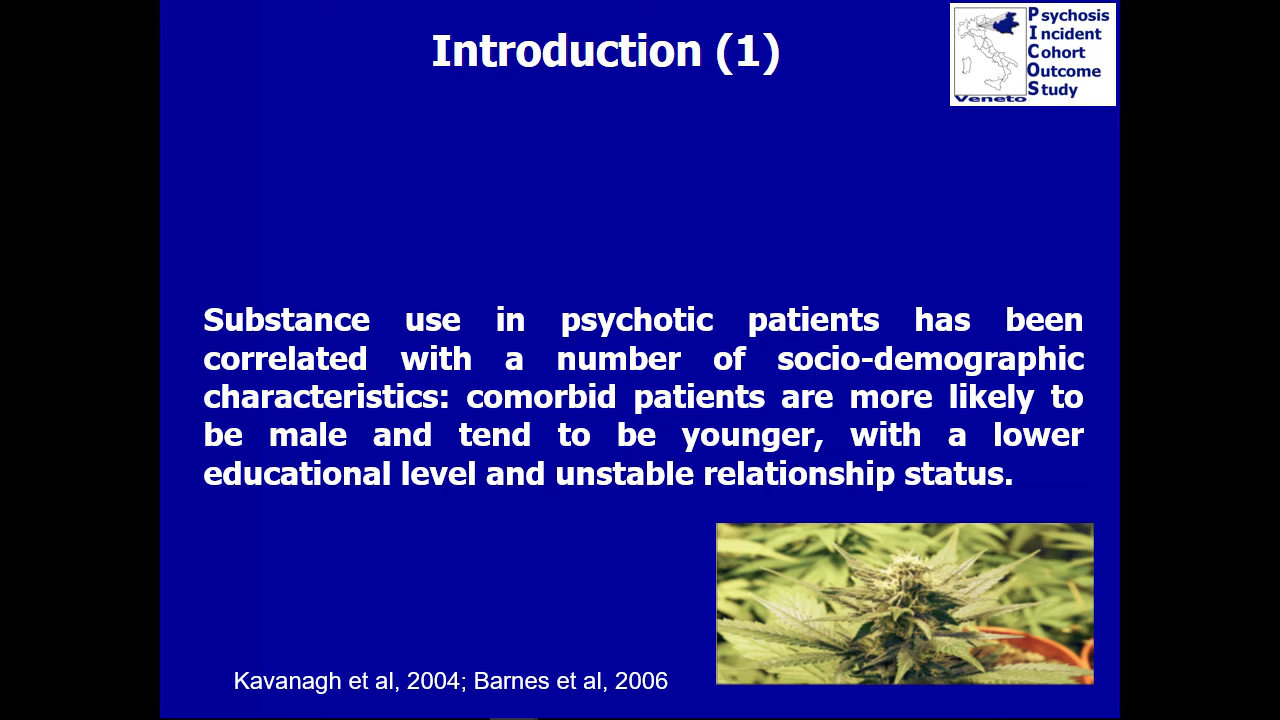 Introduction (1)
Psychosis
Incident
Cohort
Outcome
Study
Veneto
Substance use in psychotic patients has been
correlated with a number of socio-demographic
characteristics: comorbid patients are more likely to
be male and tend to be younger, with a lower
educational level and unstable relationship status.
Kavanagh et al, 2004; Barnes et al, 2006